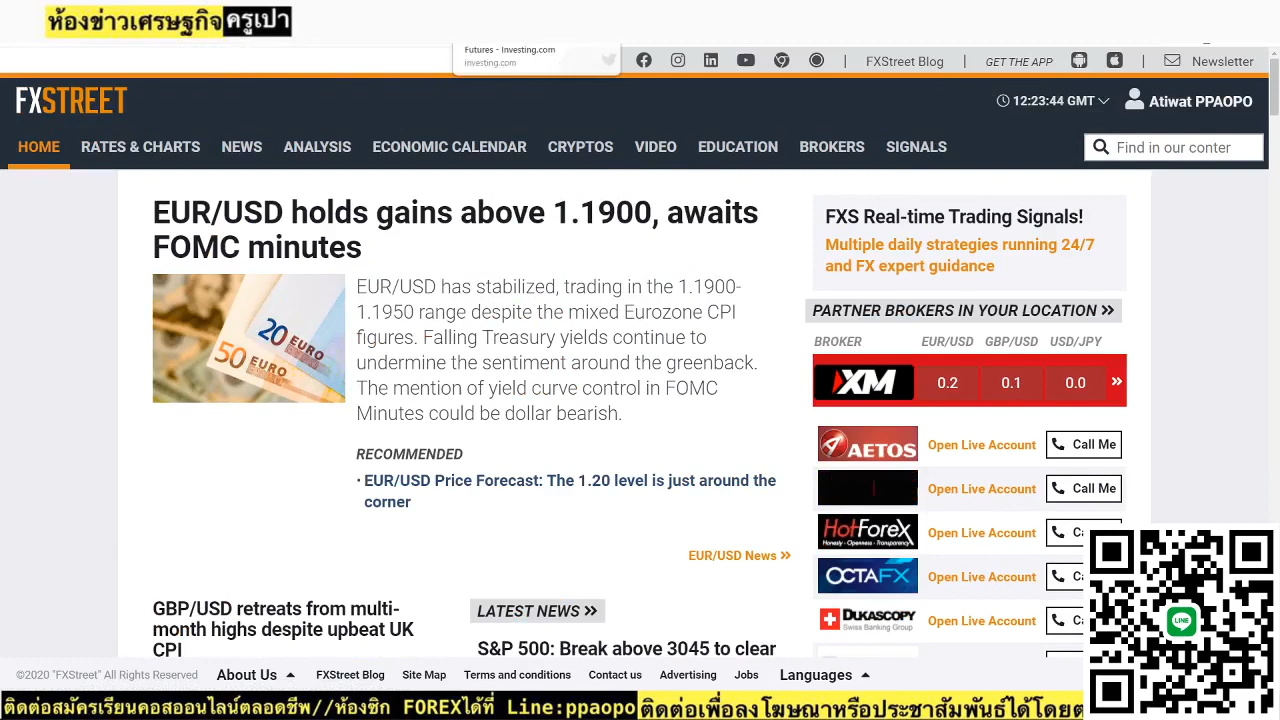 ห้องข่าวเศรษฐกิจครูเปา
Futures - Investing.com
investing.com
FXStreet Blog
GET THE APP
Newsletter
FXSTREET
12:23:44 GMT
Atiwat PPAOPO
HOME RATES & CHARTS NEWS ANALYSIS ECONOMIC CALENDAR CRYPTOS VIDEO EDUCATION BROKERS SIGNALS
Find in our conter
EUR/USD holds gains above 1.1900, awaits
FOMC minutes
EUR/USD has stabilized, trading in the 1.1900-
1.1950 range despite the mixed Eurozone CPI
figures. Falling Treasury yields continue to
undermine the sentiment around the greenback.
The mention of yield curve control in FOMC
Minutes could be dollar bearish.
20 EURO
50 EURO
RECOMMENDED
· EUR/USD Price Forecast: The 1.20 level is just around the
corner
EUR/USD News »
GBP/USD retreats from multi-
month highs despite upbeat UK
CPI
LATEST NEWS »
S&P 500: Break above 3045 to clear
FXS Real-time Trading Signals!
Multiple daily strategies running 24/7
and FX expert guidance
PARTNER BROKERS IN YOUR LOCATION »
BROKER EUR/USD GBP/USD USD/JPY
XM 0.2 0.1 0.0 »
AETOS Open Live Account Call Me
Open Live Account Call Me
HotForeX Open Live Account
Honesty - Openness - Transparency
OCTAFX Open Live Account
DUKASCOPY Open Live Account
Swiss Banking Group
LINE
©2020 "FXStreet" All Rights Reserved About Us FXStreet Blog Site Map Terms and conditions Contact us Advertising Jobs Languages
ติดต่อสมัครเรียนคอสออนไลน์ตลอดชีพ//ห้องซิก FOREXได้ที่ Line:ppaopo ติดต่อเพื่อลงโฆษณาหรือประชาสัมพันธ์ได้โดยต